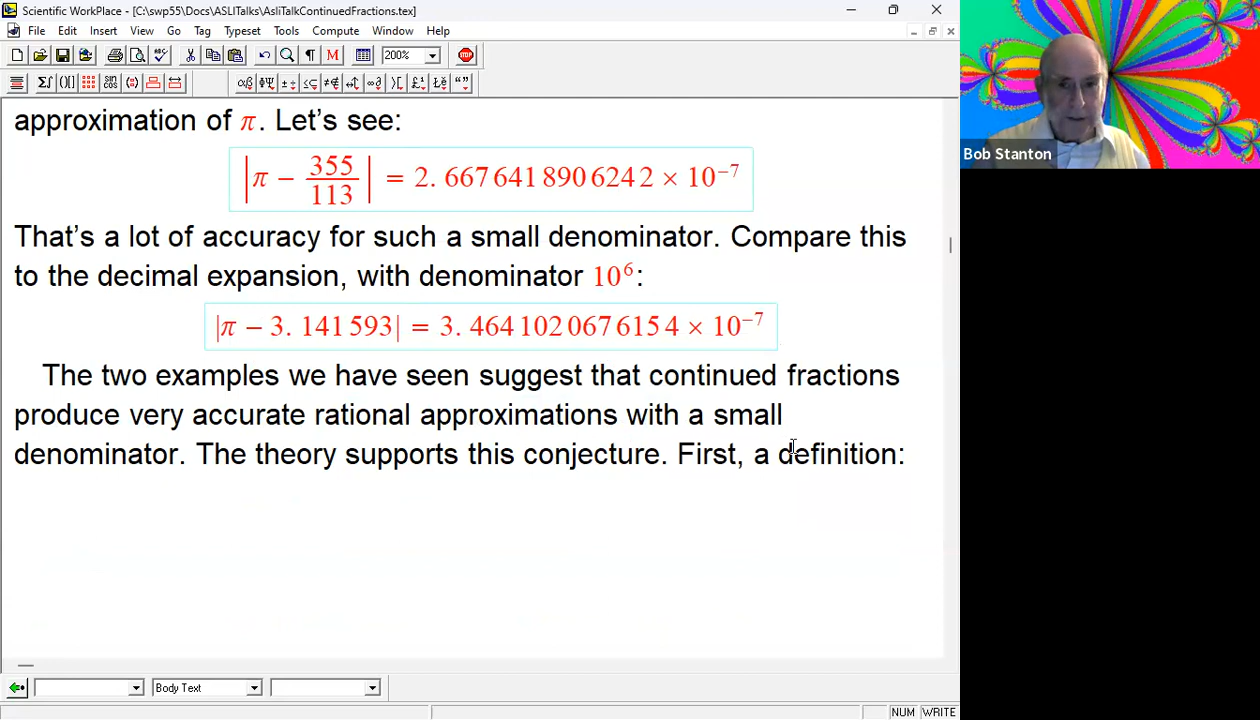 Scientific WorkPlace - [C:\swp55\Docs\ASLITalks\AsliTalkContinuedFractions.tex]
File Edit Insert View Go Tag Typeset Tools Compute Window Help
200%
approximation of π. Let's see:
|π − 355/113| = 2. 667 641 890 624 2 × 10⁻⁷
That's a lot of accuracy for such a small denominator. Compare this
to the decimal expansion, with denominator 10⁶:
|π − 3. 141 593| = 3. 464 102 067 615 4 × 10⁻⁷
The two examples we have seen suggest that continued fractions
produce very accurate rational approximations with a small
denominator. The theory supports this conjecture. First, a definition:
Body Text
NUM WRITE
Bob Stanton